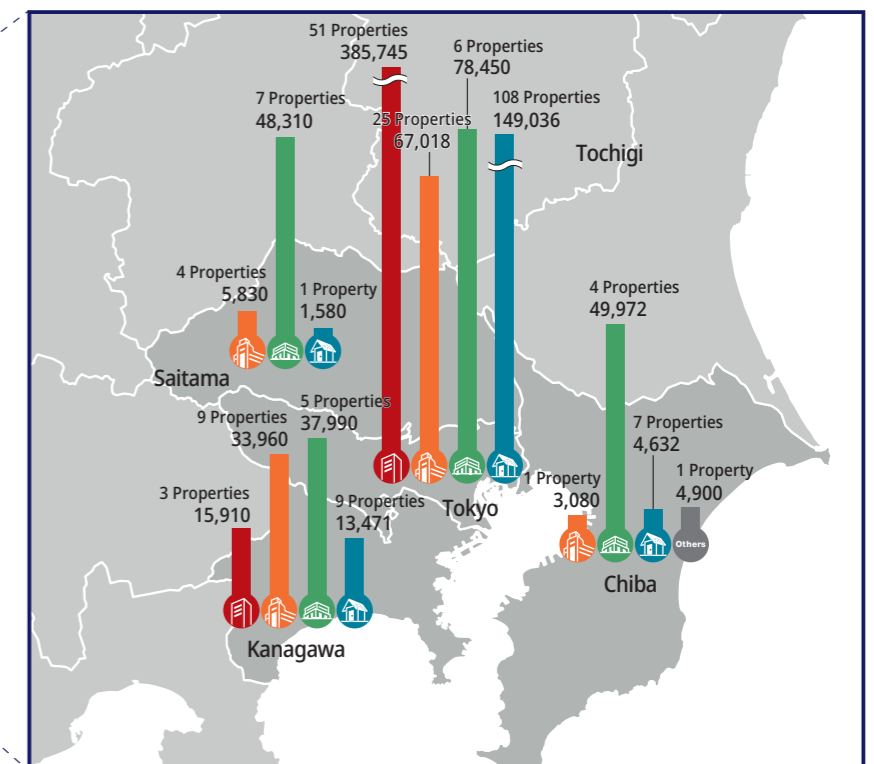 51 Properties
385,745
6 Properties
78,450
7 Properties
48,310
25 Properties
67,018
108 Properties
149,036
Tochigi
4 Properties
5,830
1 Property
1,580
4 Properties
49,972
Saitama
9 Properties
33,960
5 Properties
37,990
7 Properties
4,632
3 Properties
15,910
9 Properties
13,471
Tokyo
1 Property
3,080
1 Property
4,900
Others
Chiba
Kanagawa